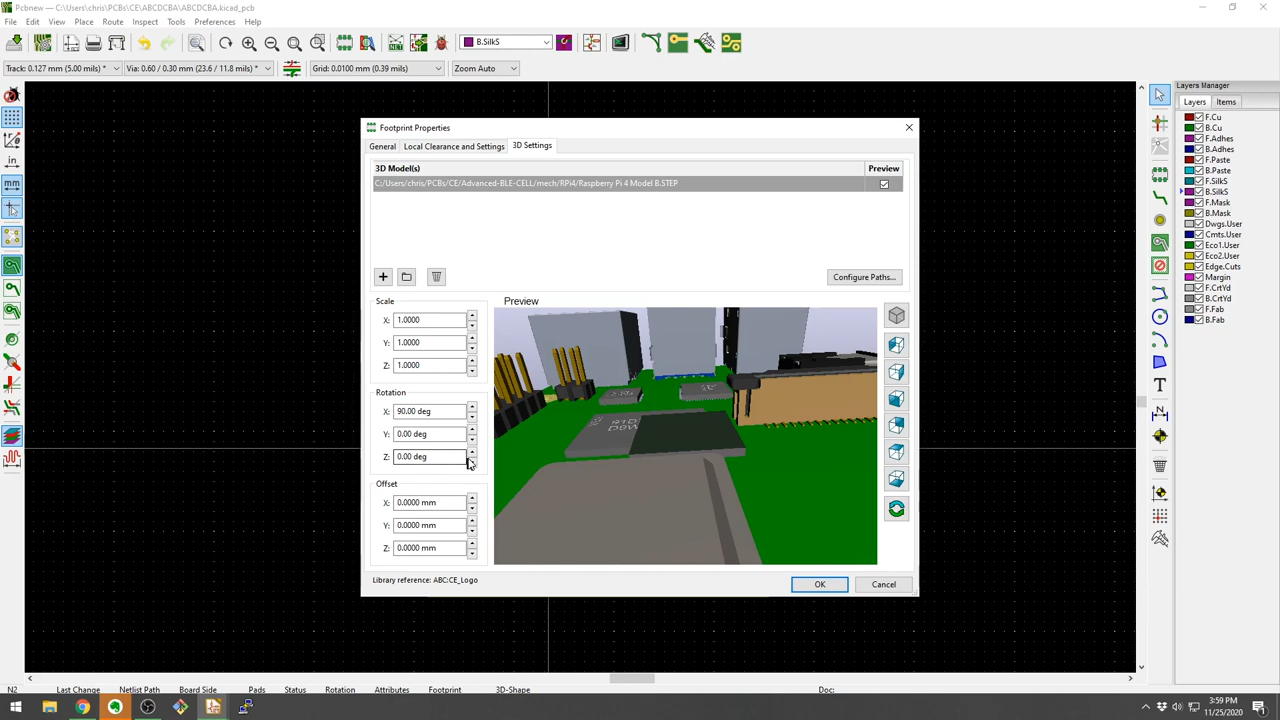 Pcbnew — C:\Users\chris\PCBs\CE\ABCDCBA\ABCDCBA.kicad_pcb
File Edit View Place Route Inspect Tools Preferences Help
B.SilkS
Track: 0.127 mm (5.00 mils) * Via: 0.60 / 0.30 mm (23.6 / 11.8 mils) * Grid: 0.0100 mm (0.39 mils) Zoom Auto
Layers Manager
Layers Items
F.Cu
B.Cu
F.Adhes
B.Adhes
F.Paste
B.Paste
F.SilkS
B.SilkS
F.Mask
B.Mask
Dwgs.User
Cmts.User
Eco1.User
Eco2.User
Edge.Cuts
Margin
F.CrtYd
B.CrtYd
F.Fab
B.Fab
in
mm
Footprint Properties
General Local Clearance and Settings 3D Settings
3D Model(s) Preview
C:/Users/chris/PCBs/CE/Advanced-BLE-CELL/mech/RPi4/Raspberry Pi 4 Model B.STEP
Configure Paths...
Scale
X: 1.0000
Y: 1.0000
Z: 1.0000
Rotation
X: 90.00 deg
Y: 0.00 deg
Z: 0.00 deg
Offset
X: 0.0000 mm
Y: 0.0000 mm
Z: 0.0000 mm
Preview
Library reference: ABC:CE_Logo
OK Cancel
N2 Last Change Netlist Path Board Side Pads Status Rotation Attributes Footprint 3D-Shape Doc:
3:59 PM
11/25/2020